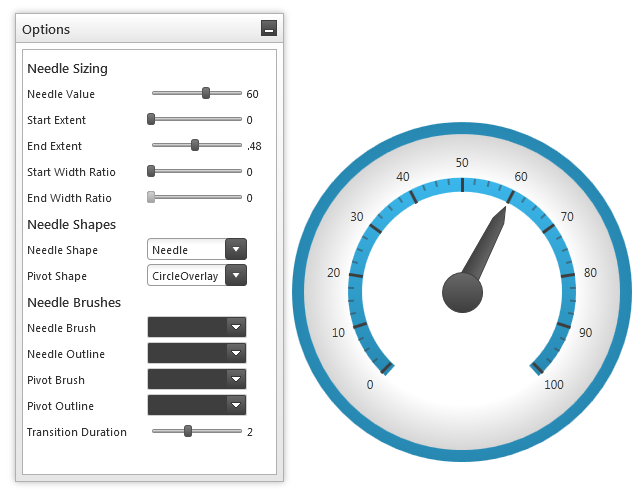 Options
Needle Sizing
Needle Value 60
Start Extent 0
End Extent .48
Start Width Ratio 0
End Width Ratio 0
Needle Shapes
Needle Shape Needle
Pivot Shape CircleOverlay
Needle Brushes
Needle Brush
Needle Outline
Pivot Brush
Pivot Outline
Transition Duration 2
0
10
20
30
40
50
60
70
80
90
100